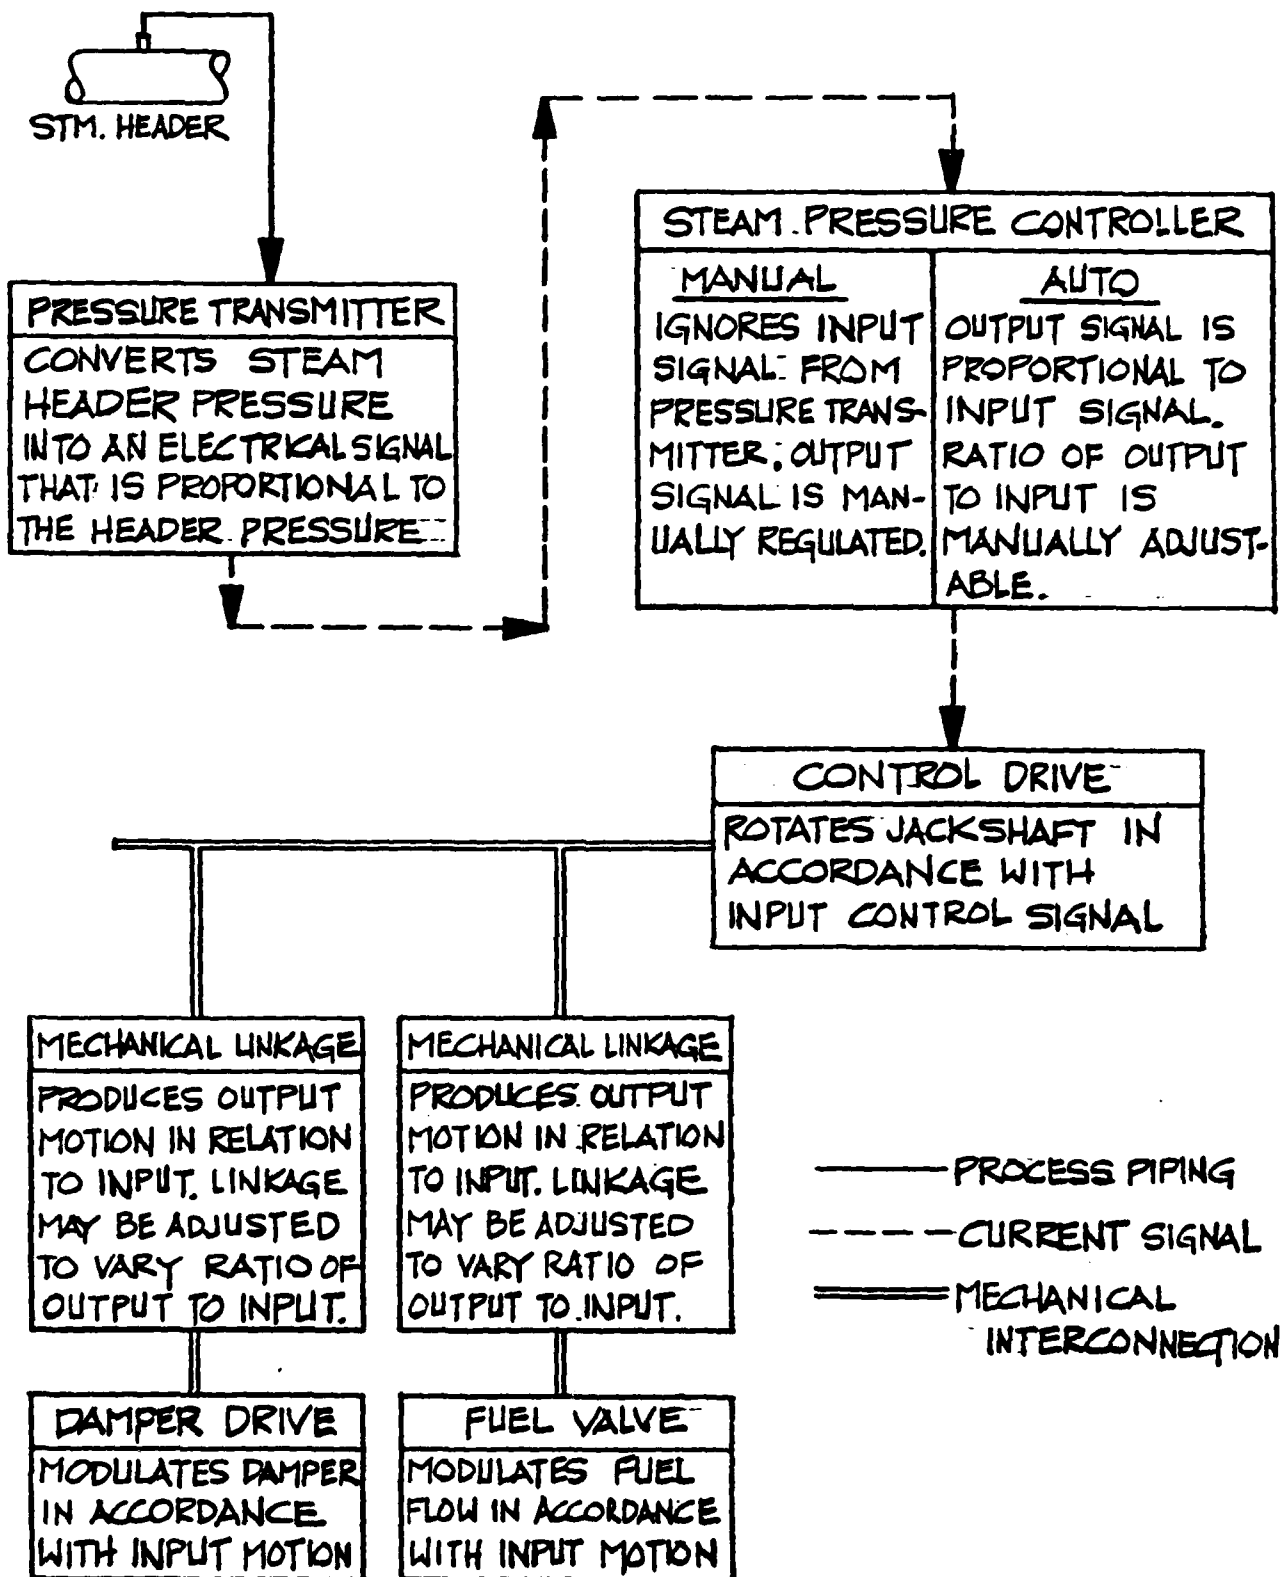 STM. HEADER
PRESSURE TRANSMITTER
CONVERTS STEAM
HEADER PRESSURE
INTO AN ELECTRICAL SIGNAL
THAT IS PROPORTIONAL TO
THE HEADER PRESSURE
STEAM PRESSURE CONTROLLER
MANUAL
IGNORES INPUT
SIGNAL FROM
PRESSURE TRANS-
MITTER; OUTPUT
SIGNAL IS MAN-
UALLY REGULATED.
AUTO
OUTPUT SIGNAL IS
PROPORTIONAL TO
INPUT SIGNAL.
RATIO OF OUTPUT
TO INPUT IS
MANUALLY ADJUST-
ABLE.
CONTROL DRIVE
ROTATES JACKSHAFT IN
ACCORDANCE WITH
INPUT CONTROL SIGNAL
MECHANICAL LINKAGE
PRODUCES OUTPUT
MOTION IN RELATION
TO INPUT. LINKAGE
MAY BE ADJUSTED
TO VARY RATIO OF
OUTPUT TO INPUT.
MECHANICAL LINKAGE
PRODUCES OUTPUT
MOTION IN RELATION
TO INPUT. LINKAGE
MAY BE ADJUSTED
TO VARY RATIO OF
OUTPUT TO INPUT.
DAMPER DRIVE
MODULATES DAMPER
IN ACCORDANCE
WITH INPUT MOTION
FUEL VALVE
MODULATES FUEL
FLOW IN ACCORDANCE
WITH INPUT MOTION
PROCESS PIPING
CURRENT SIGNAL
MECHANICAL
INTERCONNECTION